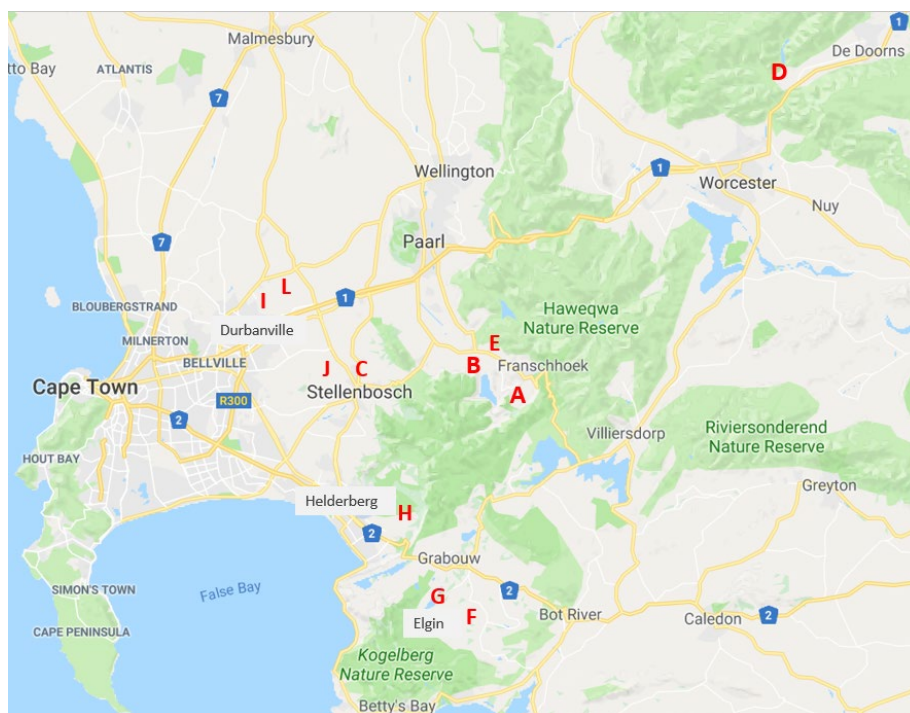 Malmesbury
1
De Doorns
tto Bay
ATLANTIS
D
7
Wellington
1
Worcester
Nuy
7
Paarl
L
I
1
BLOUBERGSTRAND
Durbanville
Haweqwa
Nature Reserve
MILNERTON
E
BELLVILLE
J
C
B
Franschhoek
Cape Town
Stellenbosch
A
R300
2
Villiersdorp
Riviersonderend
Nature Reserve
HOUT BAY
Greyton
Helderberg
H
2
Grabouw
SIMON'S TOWN
False Bay
G
2
F
Bot River
Elgin
Caledon
2
CAPE PENINSULA
Kogelberg
Nature Reserve
Betty's Bay